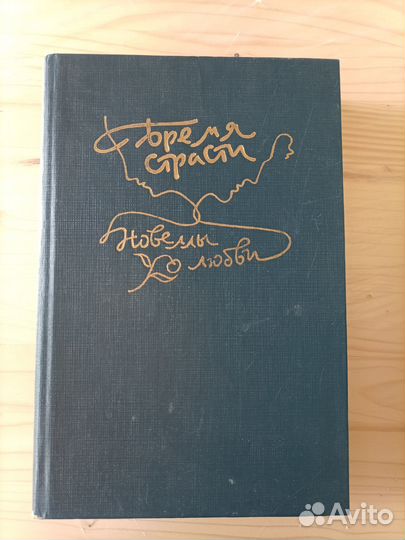 Бремя
страсти
Новеллы
о любви
Avito